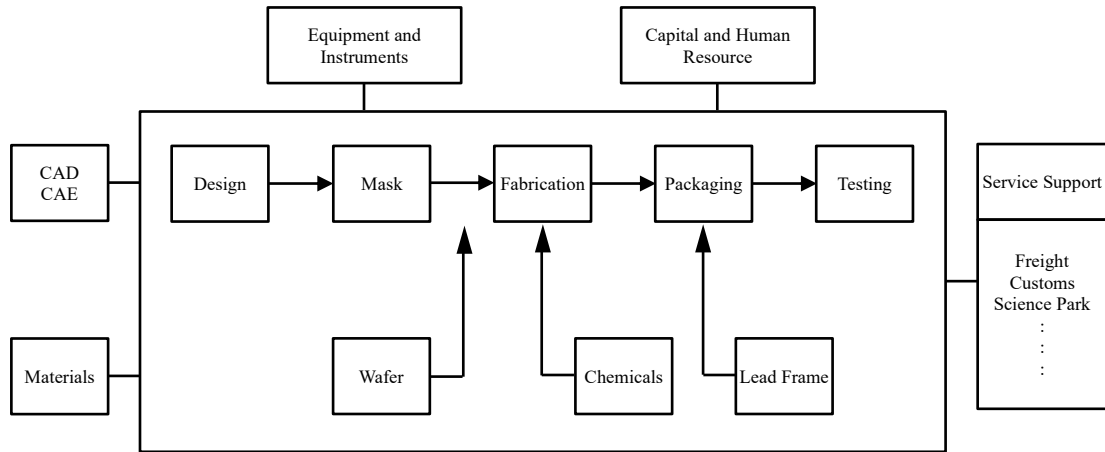 Equipment and
Instruments
Capital and Human
Resource
CAD
CAE
Design
Mask
Fabrication
Packaging
Testing
Service Support
Freight
Customs
Science Park
:
:
:
Materials
Wafer
Chemicals
Lead Frame